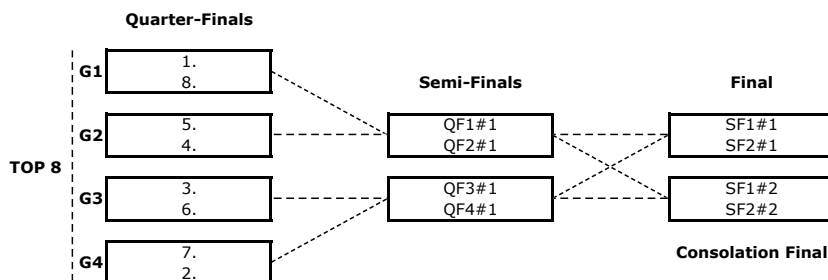 Quarter-Finals
TOP 8
G1
1.
8.
G2
5.
4.
G3
3.
6.
G4
7.
2.
Semi-Finals
QF1#1
QF2#1
QF3#1
QF4#1
Final
SF1#1
SF2#1
SF1#2
SF2#2
Consolation Final